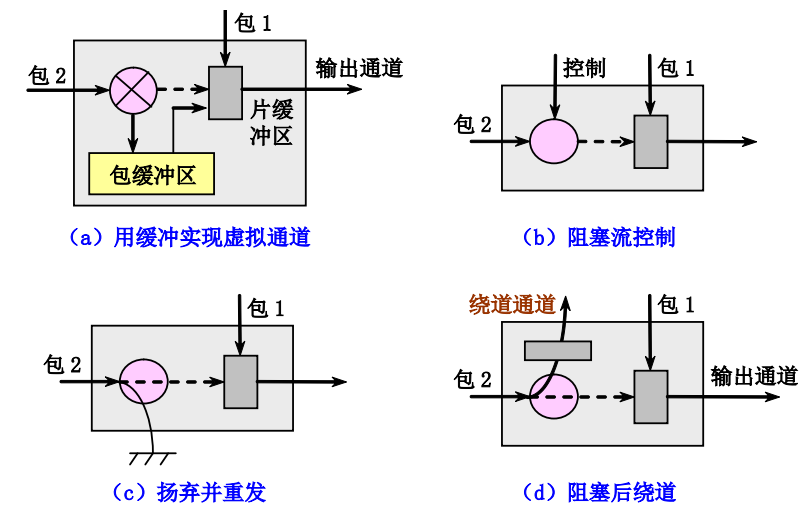 包 1
包 2
输出通道
片缓
冲区
包缓冲区
（a）用缓冲实现虚拟通道
控制
包 1
包 2
（b）阻塞流控制
包 1
包 2
（c）扬弃并重发
绕道通道
包 1
包 2
输出通道
（d）阻塞后绕道